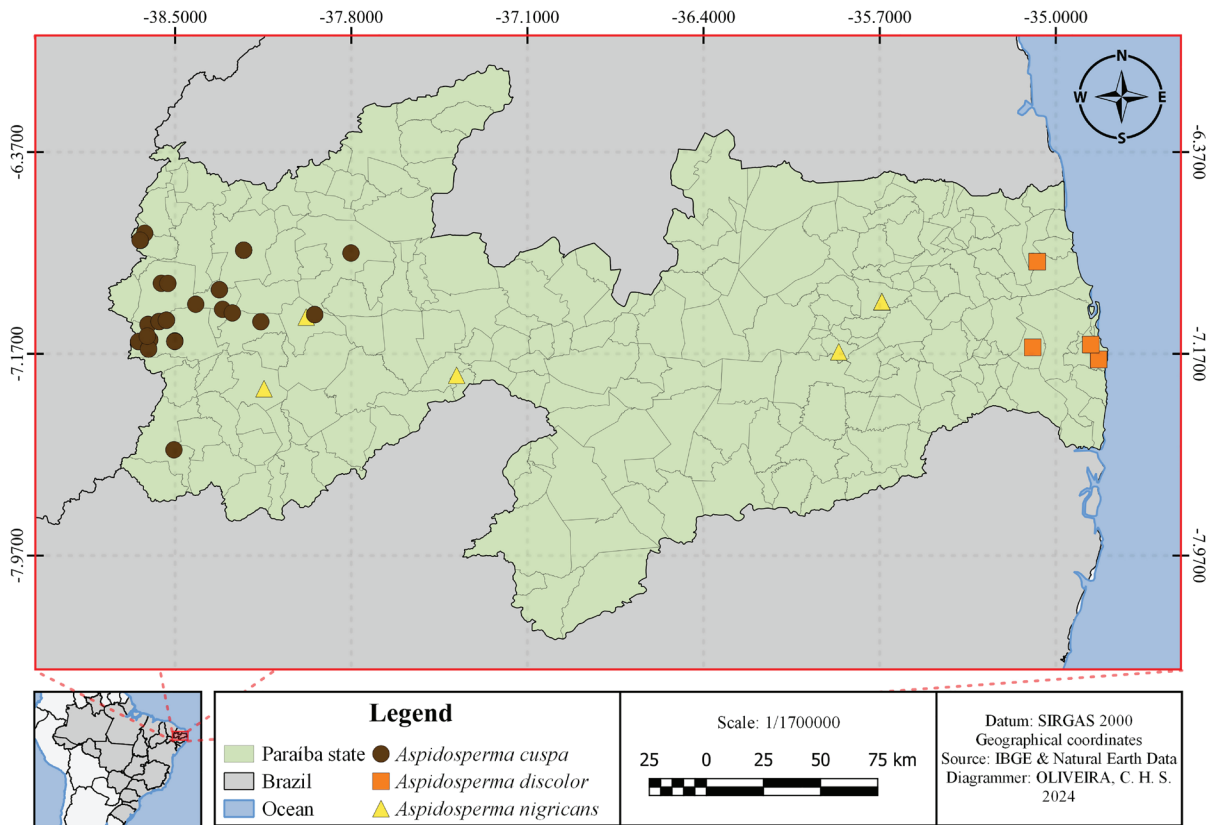 -38.5000 -37.8000 -37.1000 -36.4000 -35.7000 -35.0000
N
W E
S
-6.3700 -6.3700
-7.1700 -7.1700
-7.9700 -7.9700
Legend
Paraíba state
Brazil
Ocean
Aspidosperma cuspa
Aspidosperma discolor
Aspidosperma nigricans
Scale: 1/1700000
25 0 25 50 75 km
Datum: SIRGAS 2000
Geographical coordinates
Source: IBGE & Natural Earth Data
Diagrammer: OLIVEIRA, C. H. S.
2024